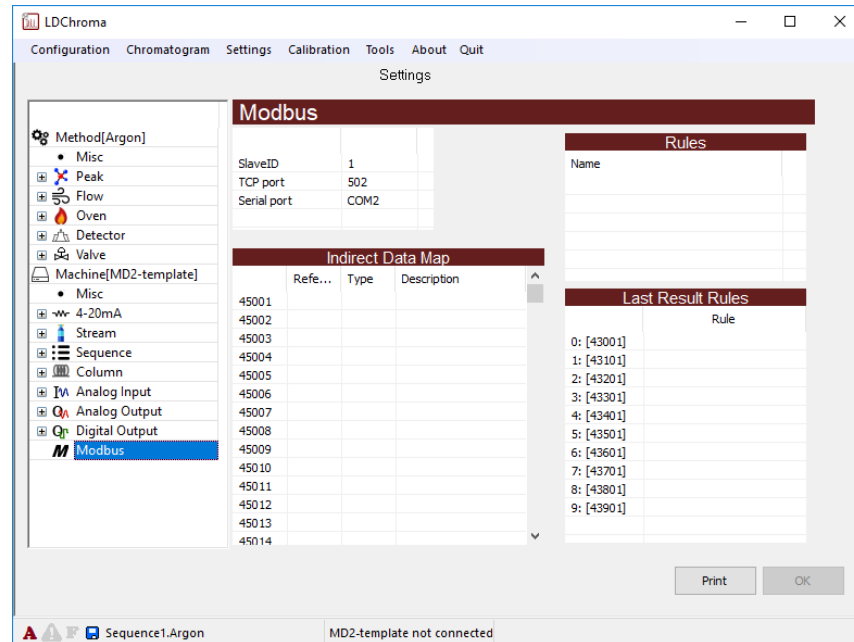 LDChroma
Configuration Chromatogram Settings Calibration Tools About Quit
Settings
Method[Argon]
Misc
Peak
Flow
Oven
Detector
Valve
Machine[MD2-template]
Misc
4-20mA
Stream
Sequence
Column
Analog Input
Analog Output
Digital Output
Modbus
Modbus
SlaveID 1
TCP port 502
Serial port COM2
Indirect Data Map
Refe... Type Description
45001
45002
45003
45004
45005
45006
45007
45008
45009
45010
45011
45012
45013
45014
Rules
Name
Last Result Rules
Rule
0: [43001]
1: [43101]
2: [43201]
3: [43301]
4: [43401]
5: [43501]
6: [43601]
7: [43701]
8: [43801]
9: [43901]
Print OK
A F Sequence1.Argon MD2-template not connected